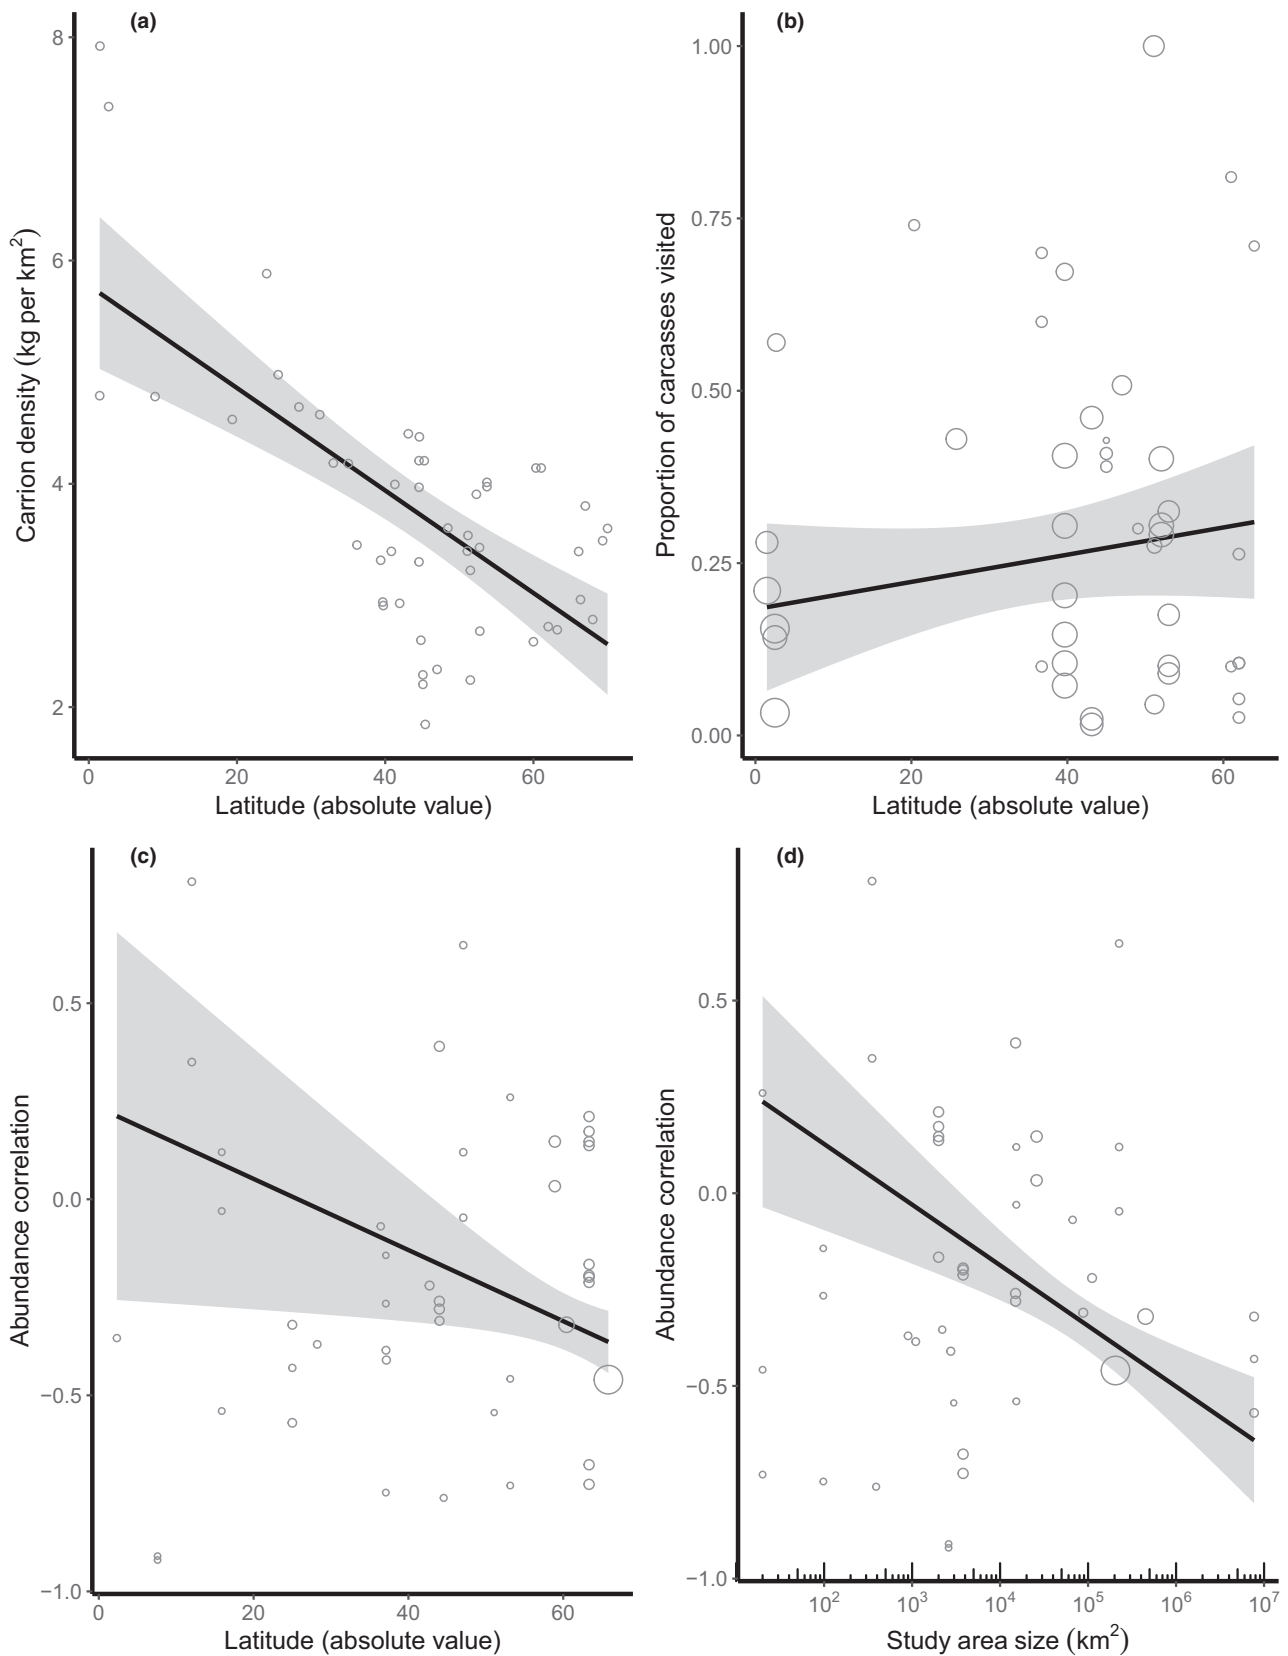 (a)
8
6
4
2
Carrion density (kg per km²)
0 20 40 60
Latitude (absolute value)
(b)
1.00
0.75
0.50
0.25
0.00
Proportion of carcasses visited
0 20 40 60
Latitude (absolute value)
(c)
0.5
0.0
−0.5
−1.0
Abundance correlation
0 20 40 60
Latitude (absolute value)
(d)
0.5
0.0
−0.5
−1.0
Abundance correlation
10² 10³ 10⁴ 10⁵ 10⁶ 10⁷
Study area size (km²)